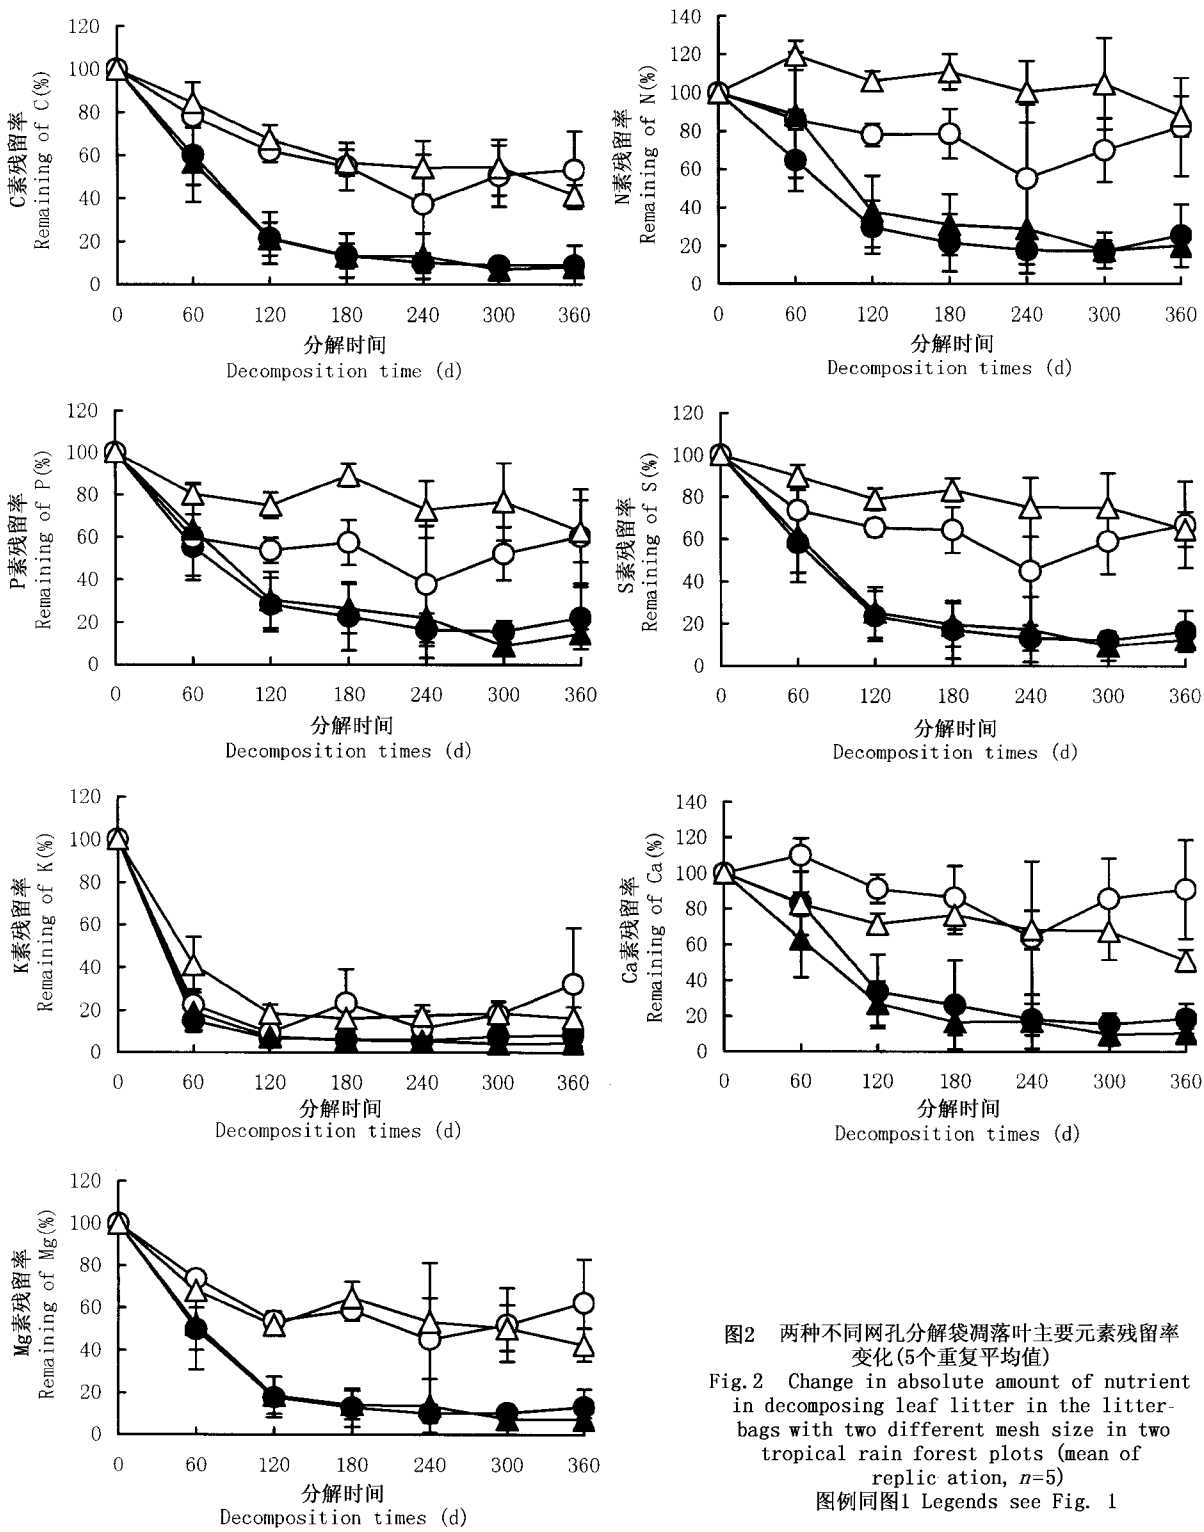 120
100
80
60
40
20
0
C素残留率
Remaining of C(%)
0 60 120 180 240 300 360
分解时间
Decomposition time (d)
140
120
100
80
60
40
20
0
N素残留率
Remaining of N(%)
0 60 120 180 240 300 360
分解时间
Decomposition times (d)
120
100
80
60
40
20
0
P素残留率
Remaining of P(%)
0 60 120 180 240 300 360
分解时间
Decomposition times (d)
120
100
80
60
40
20
0
S素残留率
Remaining of S(%)
0 60 120 180 240 300 360
分解时间
Decomposition times (d)
120
100
80
60
40
20
0
K素残留率
Remaining of K(%)
0 60 120 180 240 300 360
分解时间
Decomposition times (d)
140
120
100
80
60
40
20
0
Ca素残留率
Remaining of Ca(%)
0 60 120 180 240 300 360
分解时间
Decomposition times (d)
120
100
80
60
40
20
0
Mg素残留率
Remaining of Mg(%)
0 60 120 180 240 300 360
分解时间
Decomposition times (d)
图2 两种不同网孔分解袋凋落叶主要元素残留率
变化(5个重复平均值)
Fig.2 Change in absolute amount of nutrient
in decomposing leaf litter in the litter-
bags with two different mesh size in two
tropical rain forest plots (mean of
replic ation, n=5)
图例同图1 Legends see Fig. 1